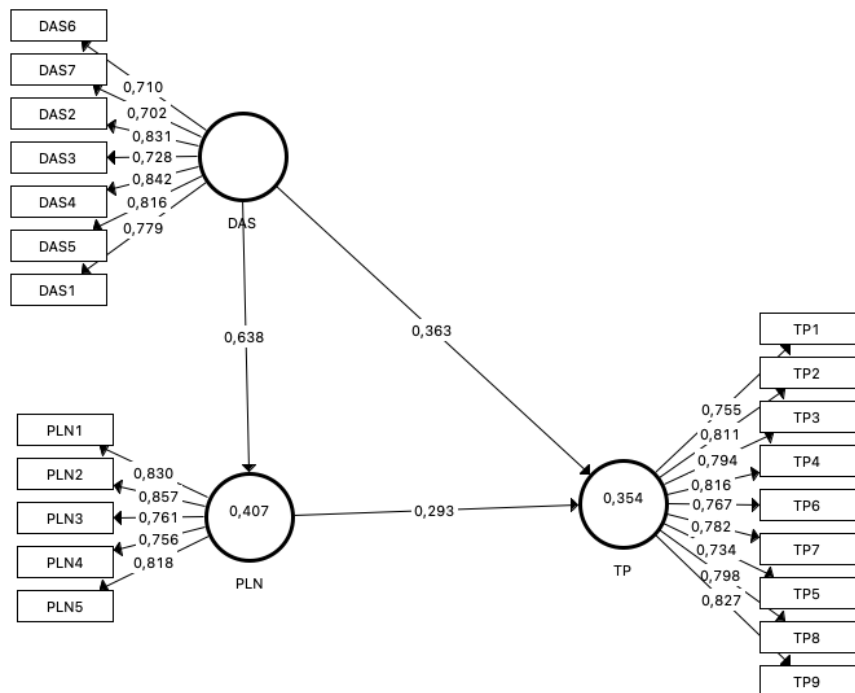 DAS6
DAS7
DAS2
DAS3
DAS4
DAS5
DAS1
0,710
0,702
0,831
0,728
0,842
0,816
0,779
DAS
0,638
0,363
PLN1
PLN2
PLN3
PLN4
PLN5
0,830
0,857
0,761
0,756
0,818
0,407
PLN
0,293
0,354
TP
0,755
0,811
0,794
0,816
0,767
0,782
0,734
0,798
0,827
TP1
TP2
TP3
TP4
TP6
TP7
TP5
TP8
TP9